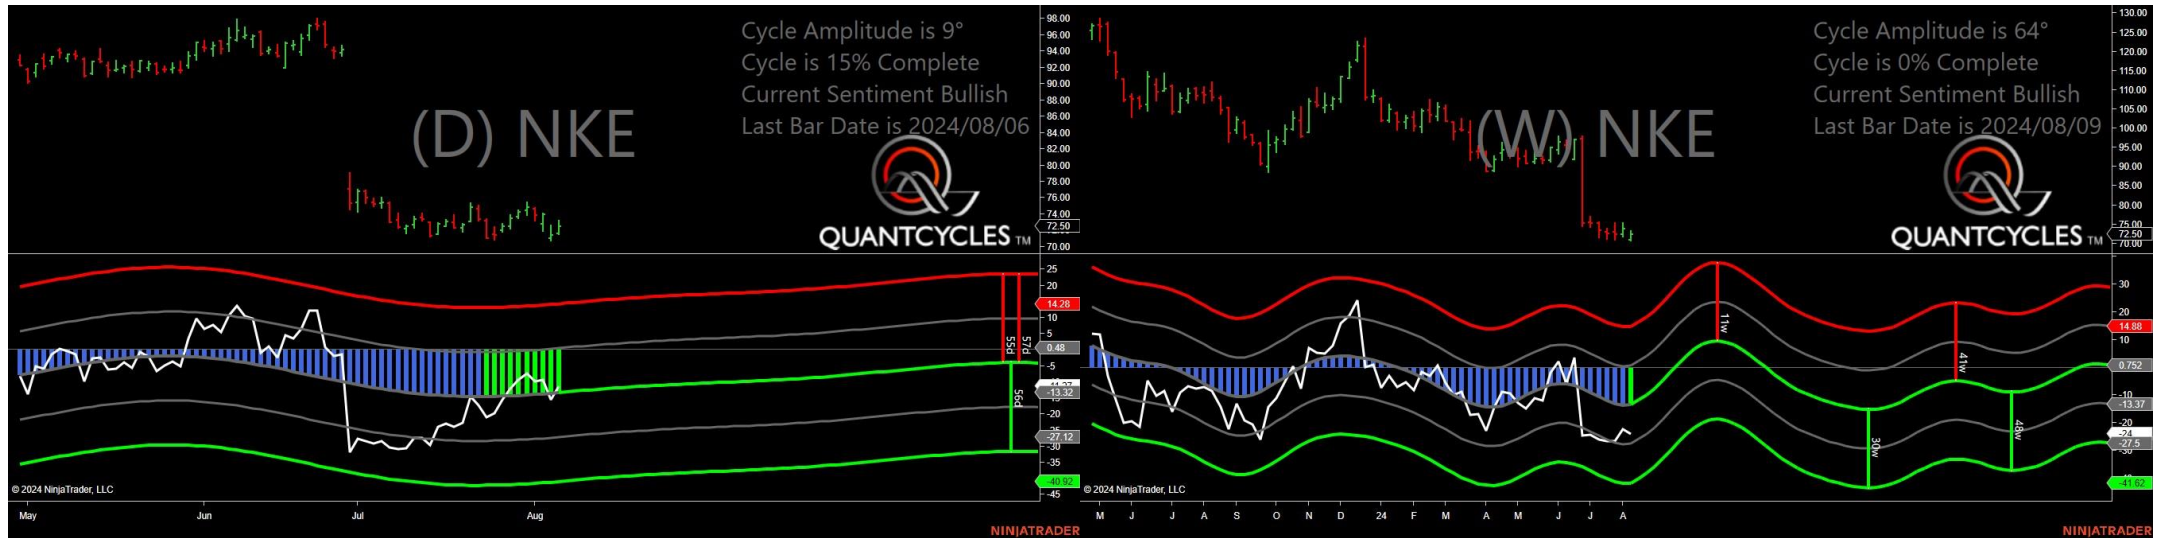 Cycle Amplitude is 9°
Cycle is 15% Complete
Current Sentiment Bullish
Last Bar Date is 2024/08/06
(D) NKE
QUANTCYCLES TM
98.00
96.00
94.00
92.00
90.00
88.00
86.00
84.00
82.00
80.00
78.00
76.00
74.00
72.50
70.00
25
20
14.28
10
5
0.48
-5
-13.32
-20
-27.12
-30
-35
-40.92
-45
55d
57d
56d
© 2024 NinjaTrader, LLC
May Jun Jul Aug
NINJATRADER
Cycle Amplitude is 64°
Cycle is 0% Complete
Current Sentiment Bullish
Last Bar Date is 2024/08/09
(W) NKE
QUANTCYCLES TM
130.00
125.00
120.00
115.00
110.00
105.00
100.00
95.00
90.00
85.00
80.00
75.00
72.50
70.00
30
14.88
10
0.752
-10
-13.37
-20
-24
-27.5
-30
-41.62
11w
41w
30w
48w
© 2024 NinjaTrader, LLC
M J J A S O N D 24 F M A M J J A
NINJATRADER